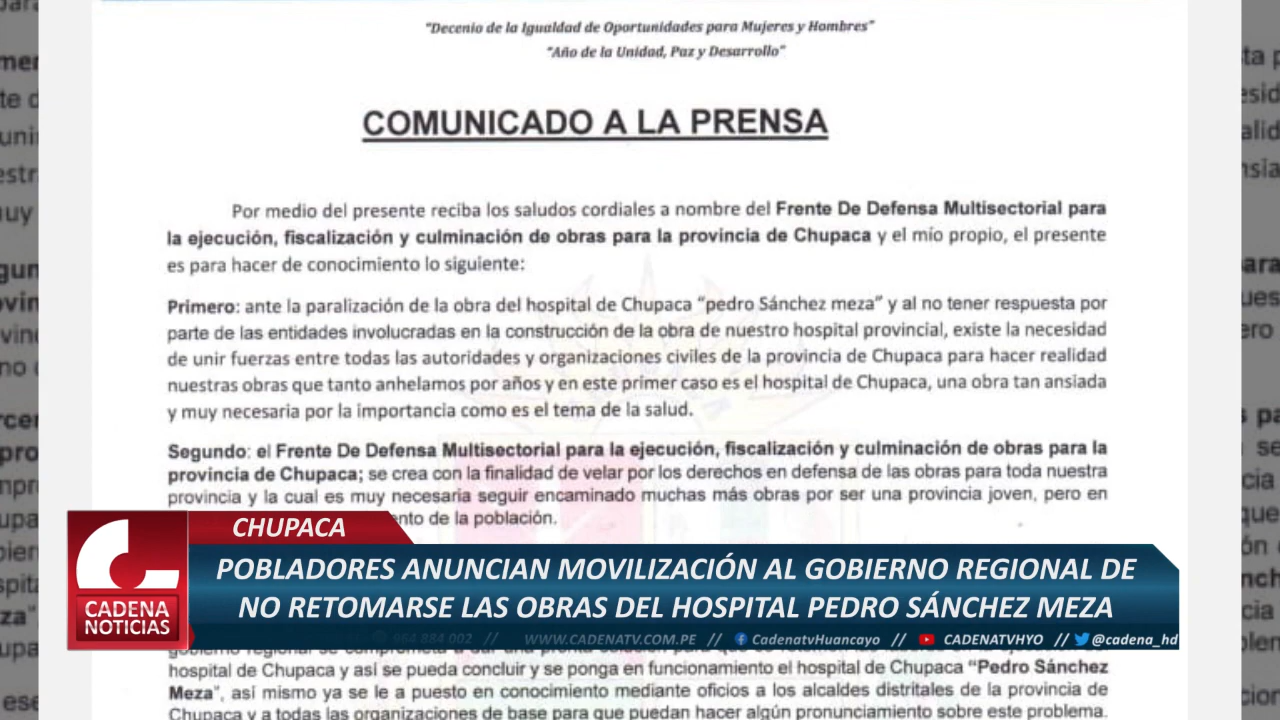 "Decenio de la Igualdad de Oportunidades para Mujeres y Hombres"
"Año de la Unidad, Paz y Desarrollo"
COMUNICADO A LA PRENSA
Por medio del presente reciba los saludos cordiales a nombre del Frente De Defensa Multisectorial para
la ejecución, fiscalización y culminación de obras para la provincia de Chupaca y el mío propio, el presente
es para hacer de conocimiento lo siguiente:
Primero: ante la paralización de la obra del hospital de Chupaca "pedro Sánchez meza" y al no tener respuesta por
parte de las entidades involucradas en la construcción de la obra de nuestro hospital provincial, existe la necesidad
de unir fuerzas entre todas las autoridades y organizaciones civiles de la provincia de Chupaca para hacer realidad
nuestras obras que tanto anhelamos por años y en este primer caso es el hospital de Chupaca, una obra tan ansiada
y muy necesaria por la importancia como es el tema de la salud.
Segundo: el Frente De Defensa Multisectorial para la ejecución, fiscalización y culminación de obras para la
provincia de Chupaca; se crea con la finalidad de velar por los derechos en defensa de las obras para toda nuestra
provincia y la cual es muy necesaria seguir encaminado muchas más obras por ser una provincia joven, pero en
de la población.
CHUPACA
POBLADORES ANUNCIAN MOVILIZACIÓN AL GOBIERNO REGIONAL DE
NO RETOMARSE LAS OBRAS DEL HOSPITAL PEDRO SÁNCHEZ MEZA
CADENA
NOTICIAS
964 884 002 // WWW.CADENATV.COM.PE // CadenatvHuancayo // CADENATVHYO // @cadena_hd
hospital de Chupaca y así se pueda concluir y se ponga en funcionamiento el hospital de Chupaca "Pedro Sánchez
Meza", así mismo ya se le a puesto en conocimiento mediante oficios a los alcaldes distritales de la provincia de
Chupaca y a todas las organizaciones de base para que puedan hacer algún pronunciamiento sobre este problema.